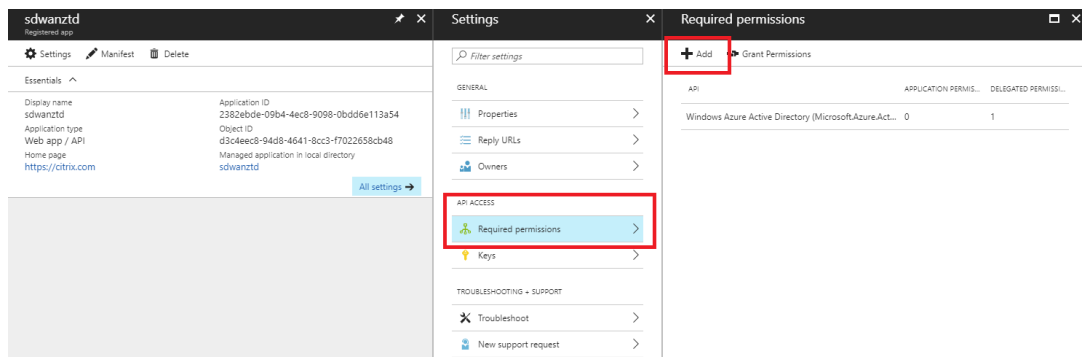 sdwanztd
Registered app
Settings Manifest Delete
Essentials
Display name
sdwanztd
Application type
Web app / API
Home page
https://citrix.com
Application ID
2382ebde-09b4-4ec8-9098-0bdd6e113a54
Object ID
d3c4eec8-94d8-4641-8cc3-f7022658cb48
Managed application in local directory
sdwanztd
All settings
Settings
Filter settings
GENERAL
Properties
Reply URLs
Owners
API ACCESS
Required permissions
Keys
TROUBLESHOOTING + SUPPORT
Troubleshoot
New support request
Required permissions
Add Grant Permissions
API APPLICATION PERMIS... DELEGATED PERMISSI...
Windows Azure Active Directory (Microsoft.Azure.Act... 0 1